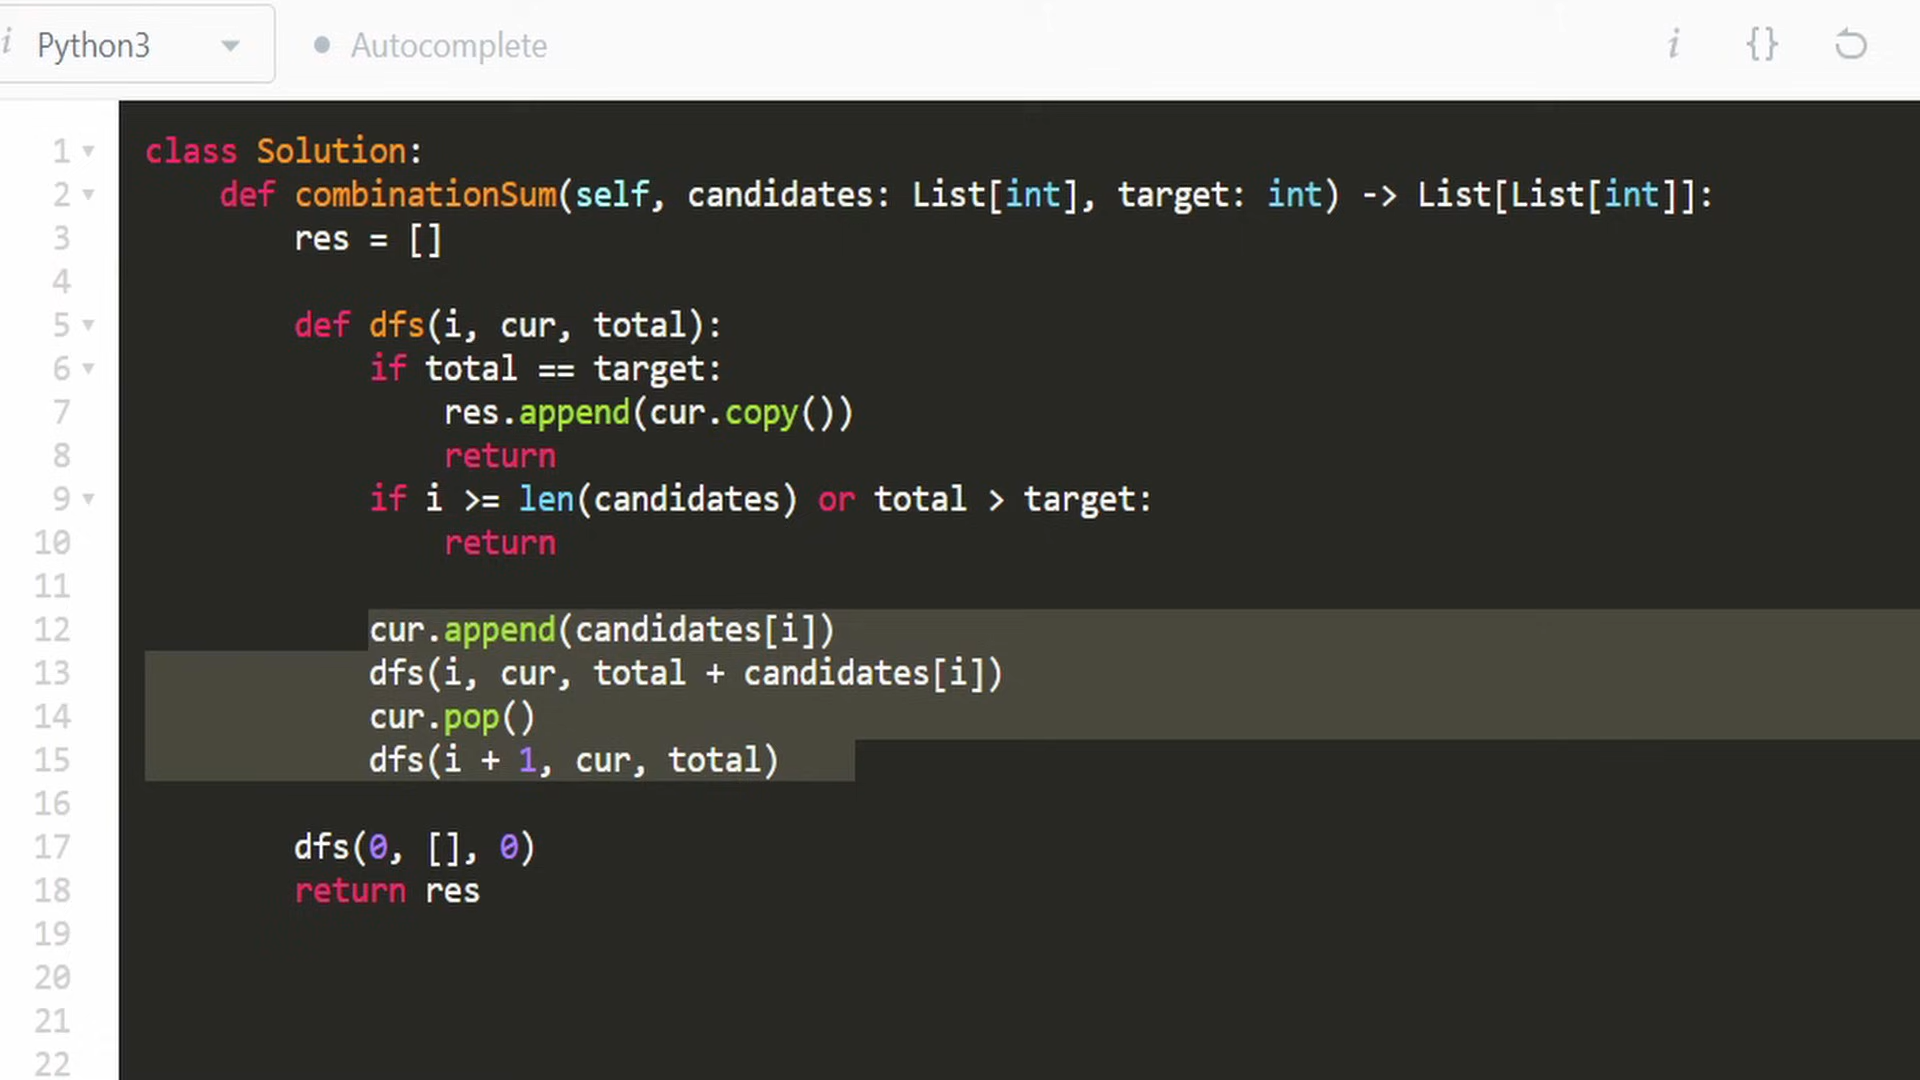 i Python3 Autocomplete i {}
1 class Solution:
2 def combinationSum(self, candidates: List[int], target: int) -> List[List[int]]:
3 res = []
4
5 def dfs(i, cur, total):
6 if total == target:
7 res.append(cur.copy())
8 return
9 if i >= len(candidates) or total > target:
10 return
11
12 cur.append(candidates[i])
13 dfs(i, cur, total + candidates[i])
14 cur.pop()
15 dfs(i + 1, cur, total)
16
17 dfs(0, [], 0)
18 return res
19
20
21
22